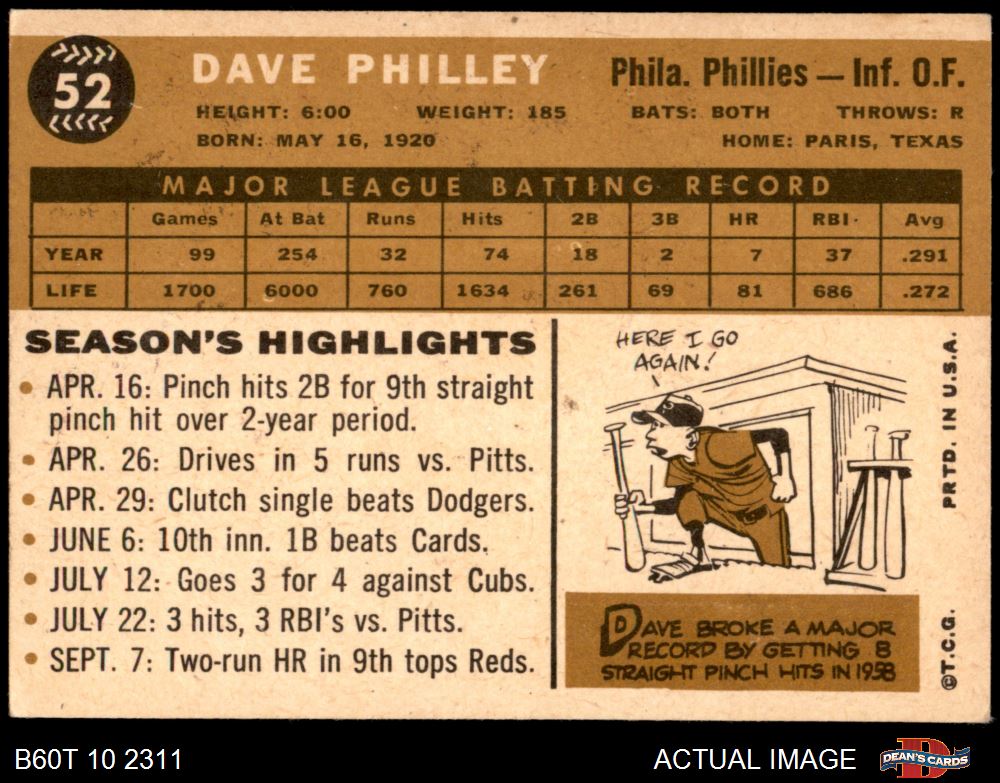 52
DAVE PHILLEY
Phila. Phillies — Inf. O.F.
HEIGHT: 6:00 WEIGHT: 185 BATS: BOTH THROWS: R
BORN: MAY 16, 1920 HOME: PARIS, TEXAS
MAJOR LEAGUE BATTING RECORD
Games At Bat Runs Hits 2B 3B HR RBI Avg
YEAR 99 254 32 74 18 2 7 37 .291
LIFE 1700 6000 760 1634 261 69 81 686 .272
SEASON'S HIGHLIGHTS
• APR. 16: Pinch hits 2B for 9th straight
pinch hit over 2-year period.
• APR. 26: Drives in 5 runs vs. Pitts.
• APR. 29: Clutch single beats Dodgers.
• JUNE 6: 10th inn. 1B beats Cards.
• JULY 12: Goes 3 for 4 against Cubs.
• JULY 22: 3 hits, 3 RBI's vs. Pitts.
• SEPT. 7: Two-run HR in 9th tops Reds.
HERE I GO
AGAIN!
P
DAVE BROKE A MAJOR
RECORD BY GETTING 8
STRAIGHT PINCH HITS IN 1958
©T.C.G. PRTD. IN U.S.A.
B60T 10 2311
ACTUAL IMAGE
D
DEAN'S CARDS